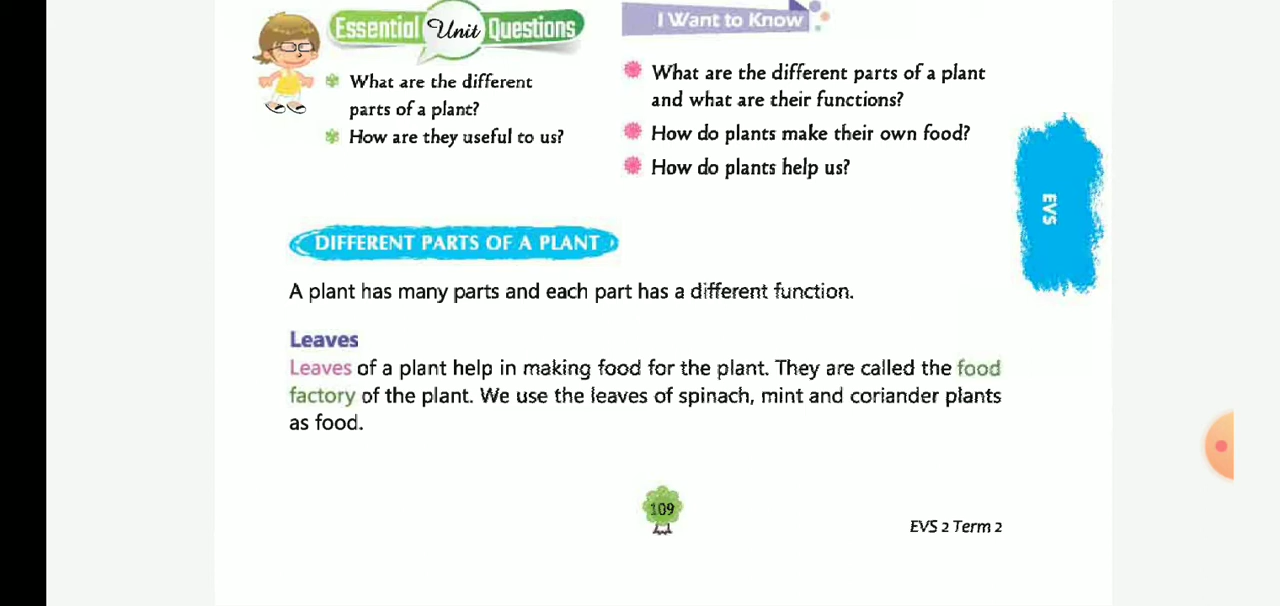 Essential Unit Questions
What are the different
parts of a plant?
How are they useful to us?
I Want to Know
What are the different parts of a plant
and what are their functions?
How do plants make their own food?
How do plants help us?
EVS
DIFFERENT PARTS OF A PLANT
A plant has many parts and each part has a different function.
Leaves
Leaves of a plant help in making food for the plant. They are called the food
factory of the plant. We use the leaves of spinach, mint and coriander plants
as food.
109
EVS 2 Term 2